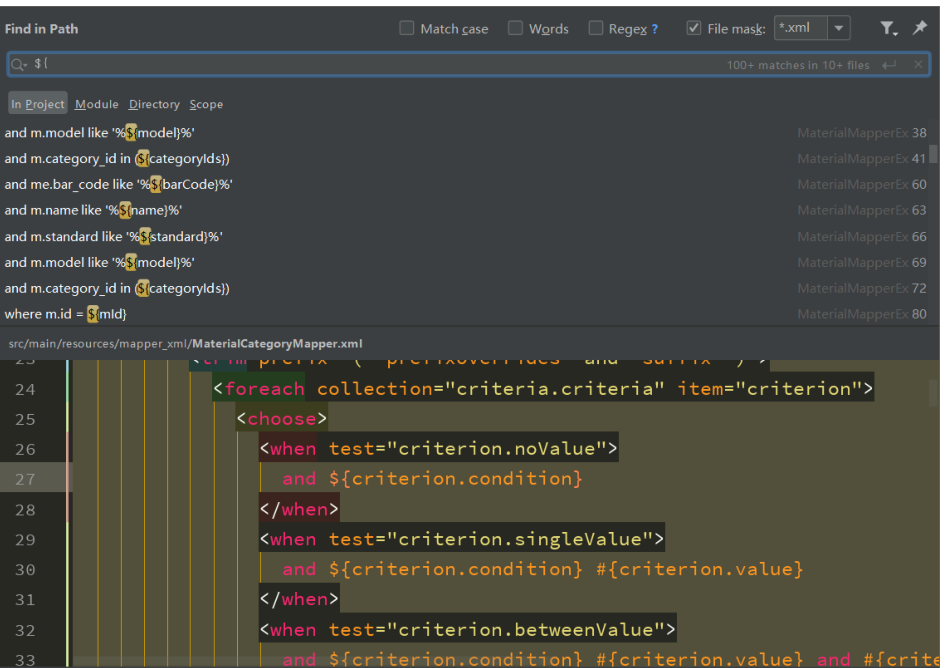 Find in Path
Match case
Words
Regex ?
File mask: *.xml
${
100+ matches in 10+ files
In Project Module Directory Scope
and m.model like '%${model}%' MaterialMapperEx 38
and m.category_id in (${categoryIds}) MaterialMapperEx 41
and me.bar_code like '%${barCode}%' MaterialMapperEx 60
and m.name like '%${name}%' MaterialMapperEx 63
and m.standard like '%${standard}%' MaterialMapperEx 66
and m.model like '%${model}%' MaterialMapperEx 69
and m.category_id in (${categoryIds}) MaterialMapperEx 72
where m.id = ${mId} MaterialMapperEx 80
src/main/resources/mapper_xml/MaterialCategoryMapper.xml
24 <foreach collection="criteria.criteria" item="criterion">
25 <choose>
26 <when test="criterion.noValue">
27 and ${criterion.condition}
28 </when>
29 <when test="criterion.singleValue">
30 and ${criterion.condition} #{criterion.value}
31 </when>
32 <when test="criterion.betweenValue">
33 and ${criterion.condition} #{criterion.value} and #{crite